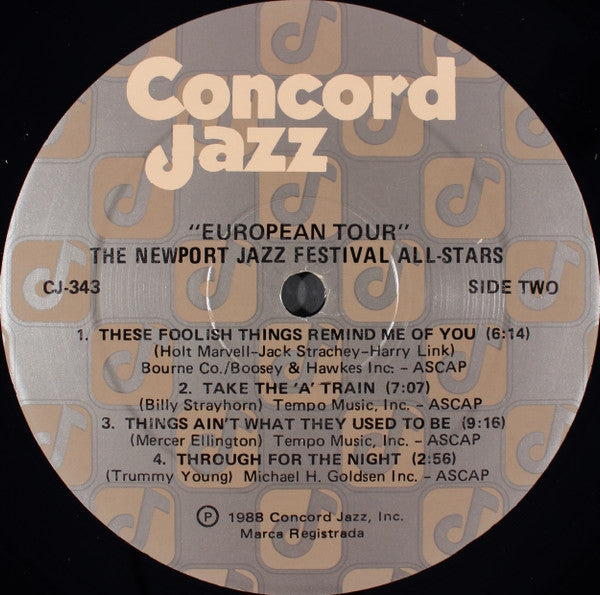 Concord
Jazz
"EUROPEAN TOUR"
THE NEWPORT JAZZ FESTIVAL ALL-STARS
CJ-343 SIDE TWO
1. THESE FOOLISH THINGS REMIND ME OF YOU (6:14)
(Holt Marvell-Jack Strachey-Harry Link)
Bourne Co./Boosey & Hawkes Inc: - ASCAP
2. TAKE THE 'A' TRAIN (7:07)
(Billy Strayhorn) Tempo Music, Inc. - ASCAP
3. THINGS AIN'T WHAT THEY USED TO BE (9:16)
(Mercer Ellington) Tempo Music, Inc. - ASCAP
4. THROUGH FOR THE NIGHT (2:56)
(Trummy Young) Michael H. Goldsen Inc. - ASCAP
℗ 1988 Concord Jazz, Inc.
Marca Registrada